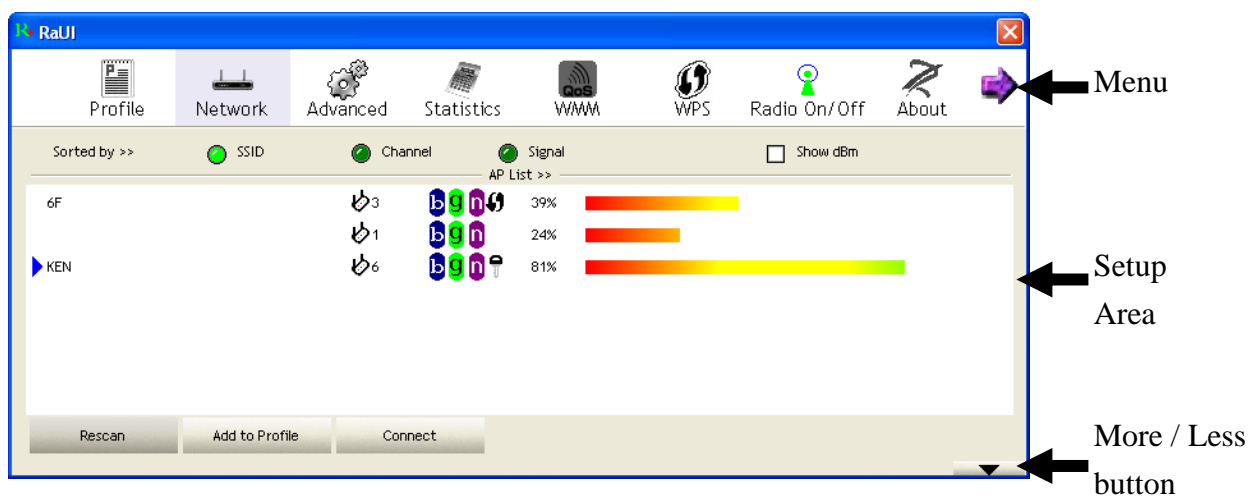 RaUI
Profile Network Advanced Statistics QoS WMM WPS Radio On/Off About
Menu
Sorted by >> SSID Channel Signal Show dBm
AP List >>
6F 3 b g n 39%
1 b g n 24%
KEN 6 b g n 81%
Setup
Area
Rescan Add to Profile Connect
More / Less
button